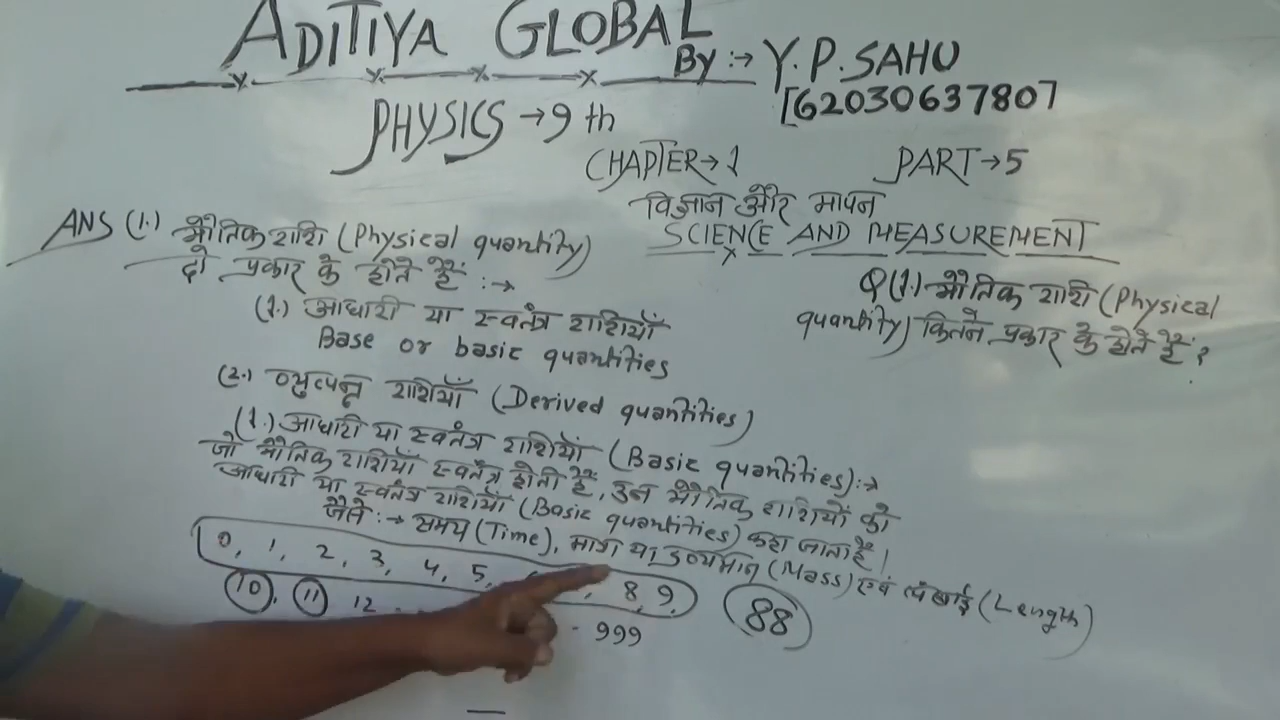 ADITIYA GLOBAL
By :→ Y. P. SAHU
[6203063780]
PHYSICS → 9 th
CHAPTER → 1 PART → 5
विज्ञान और मापन
SCIENCE AND MEASUREMENT
Q (1.) भौतिक राशि (Physical
quantity) कितने प्रकार के होते हैं ?
ANS (1.) भौतिक राशि (Physical quantity)
दो प्रकार के होते हैं :→
(1.) आधारी या स्वतंत्र राशियाँ
Base or basic quantities
(2.) व्युत्पन्न राशियाँ (Derived quantities)
(1.) आधारी या स्वतंत्र राशियाँ (Basic quantities) :→
जो भौतिक राशियाँ स्वतंत्र होती हैं, उन भौतिक राशियों को
आधारी या स्वतंत्र राशियाँ (Basic quantities) कहा जाता है।
जैसे :→ समय (Time), मात्रा या द्रव्यमान (Mass) एवं लंबाई (Length)
0, 1, 2, 3, 4, 5, 8, 9,
10, 11 12 - 999
88